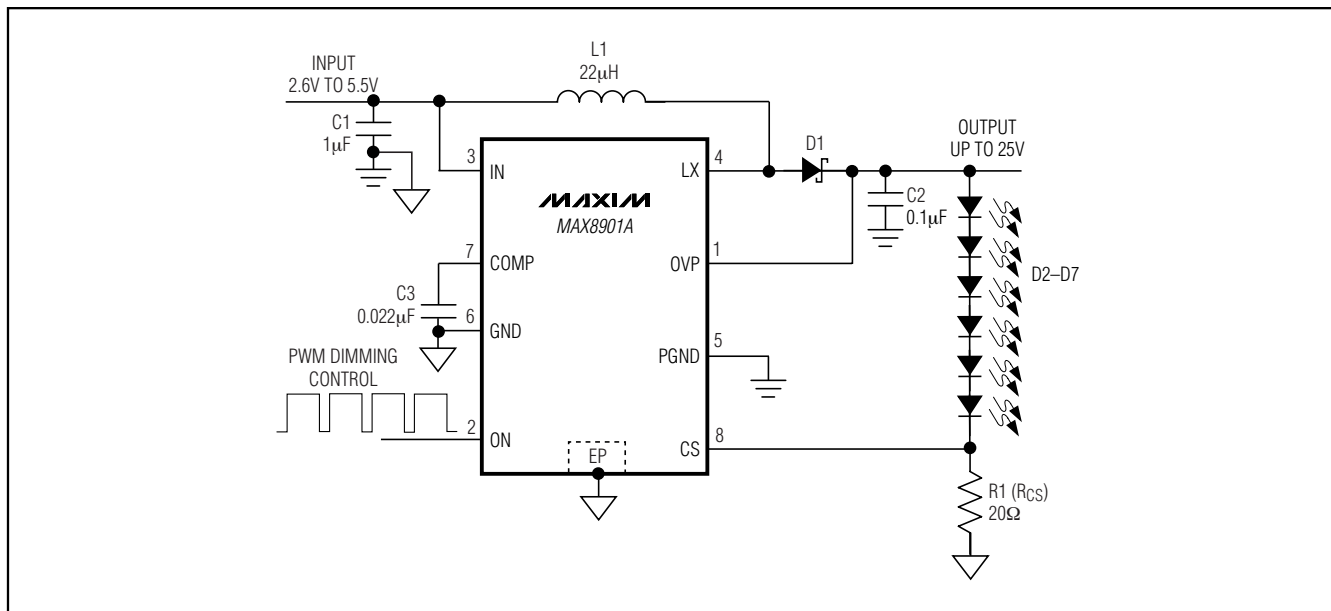 INPUT
2.6V TO 5.5V
L1
22µH
C1
1µF
3
IN
4
LX
D1
OUTPUT
UP TO 25V
MAXIM
MAX8901A
C2
0.1µF
7
COMP
1
OVP
D2–D7
C3
0.022µF
6
GND
5
PGND
PWM DIMMING
CONTROL
2
ON
EP
8
CS
R1 (RCS)
20Ω